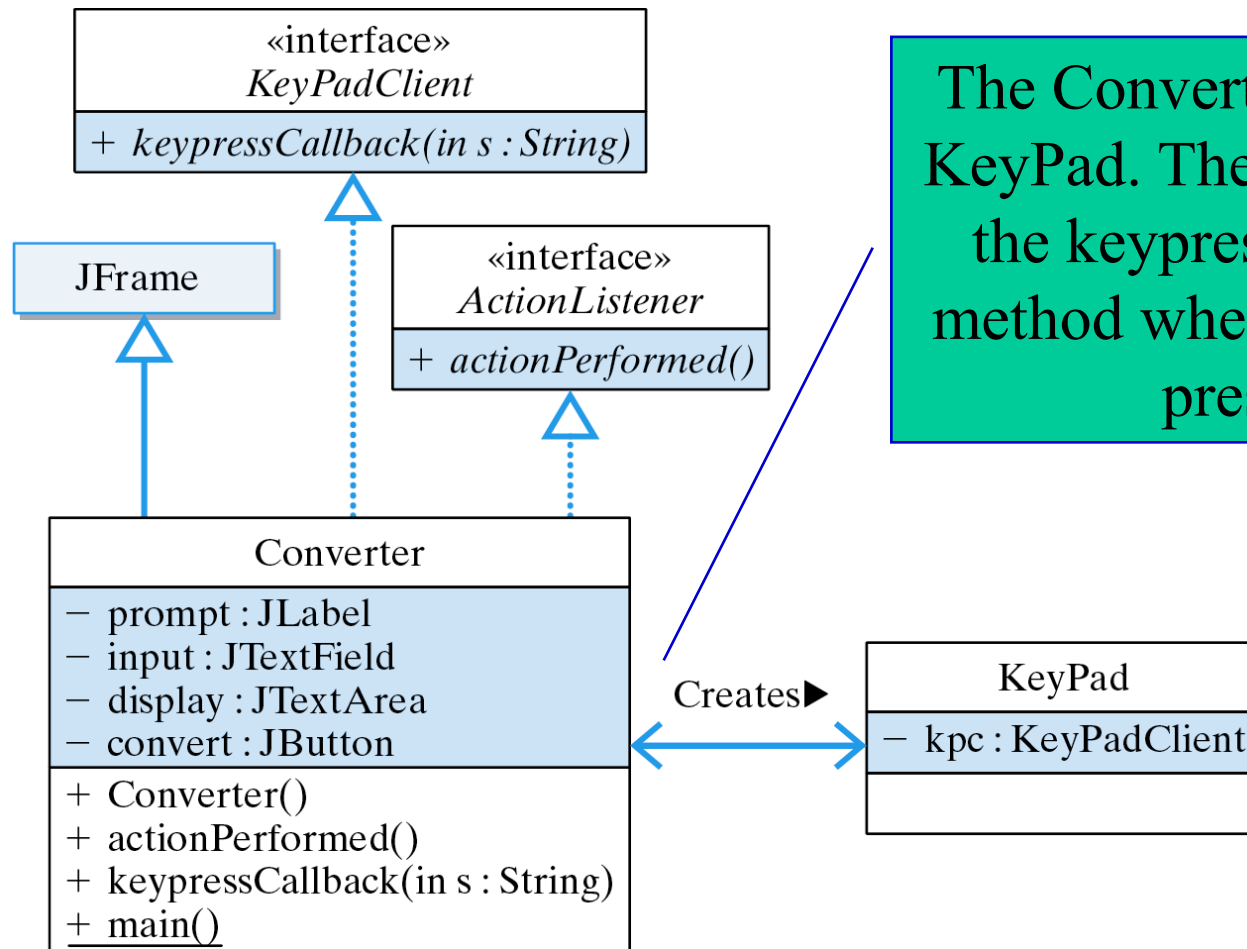 «interface»
KeyPadClient
+ keypressCallback(in s : String)
JFrame
«interface»
ActionListener
+ actionPerformed()
The Convert
KeyPad. The
the keypres
method whe
pre
Converter
− prompt : JLabel
− input : JTextField
− display : JTextArea
− convert : JButton
+ Converter()
+ actionPerformed()
+ keypressCallback(in s : String)
+ main()
Creates▶
KeyPad
− kpc : KeyPadClient